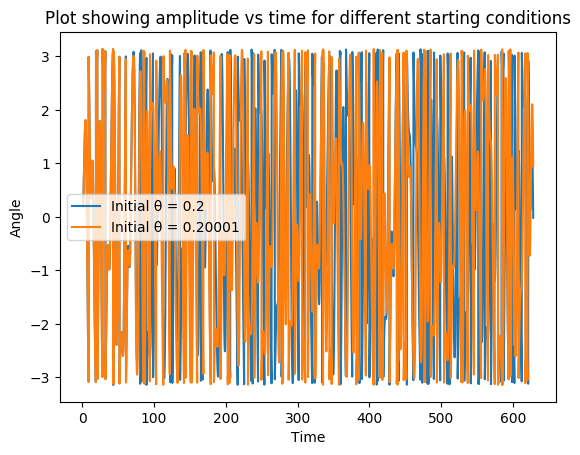 Plot showing amplitude vs time for different starting conditions
3
2
1
0
−1
−2
−3
Angle
Initial θ = 0.2
Initial θ = 0.20001
0 100 200 300 400 500 600
Time